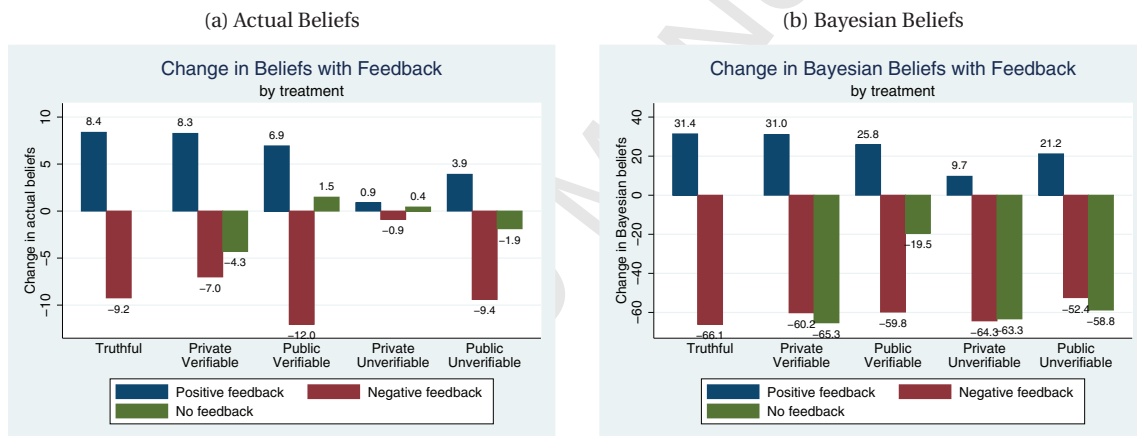 (a) Actual Beliefs
Change in Beliefs with Feedback
by treatment
Change in actual beliefs
10
5
0
−5
−10
8.4
−9.2
8.3
−7.0
−4.3
6.9
−12.0
1.5
0.9
−0.9
0.4
3.9
−9.4
−1.9
Truthful
Private Verifiable
Public Verifiable
Private Unverifiable
Public Unverifiable
Positive feedback
Negative feedback
No feedback
(b) Bayesian Beliefs
Change in Bayesian Beliefs with Feedback
by treatment
Change in Bayesian beliefs
40
20
0
−20
−40
−60
31.4
−66.1
31.0
−60.2
−65.3
25.8
−59.8
−19.5
9.7
−64.3
−63.3
21.2
−52.4
−58.8
Truthful
Private Verifiable
Public Verifiable
Private Unverifiable
Public Unverifiable
Positive feedback
Negative feedback
No feedback